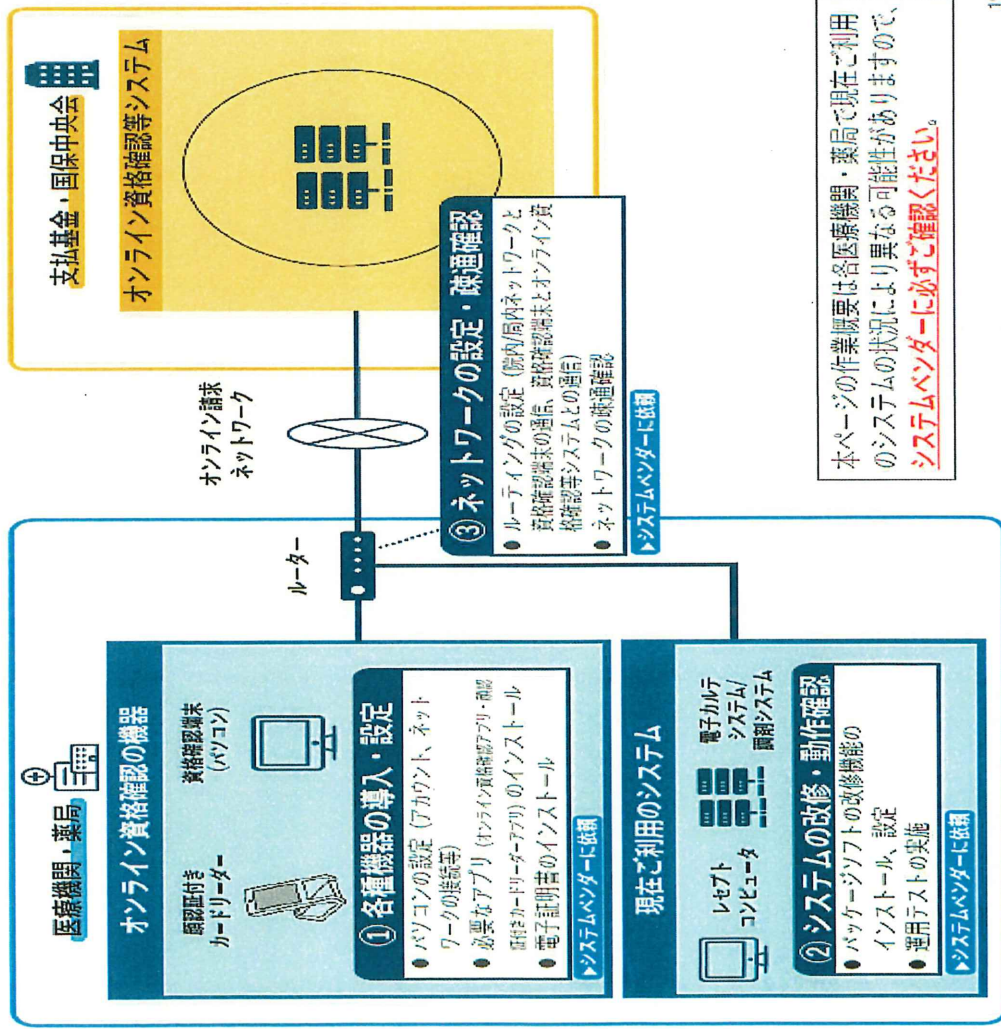 医療機関・薬局
オンライン資格確認の機器
顔認証付き
カードリーダー
資格確認端末
(パソコン)
① 各種機器の導入・設定
● パソコンの設定(アカウント、ネット
ワークの接続等)
● 必要なアプリ(オンライン資格確認アプリ・顔認
証付きカードリーダーアプリ)のインストール
● 電子証明書のインストール
▶システムベンダーに依頼
現在ご利用のシステム
レセプト
コンピュータ
電子カルテ
システム/
調剤システム
② システムの改修・動作確認
● パッケージソフトの改修機能の
インストール、設定
● 運用テストの実施
▶システムベンダーに依頼
ルーター
オンライン請求
ネットワーク
③ ネットワークの設定・疎通確認
● ルーティングの設定(院内/局内ネットワークと
資格確認端末の通信、資格確認端末とオンライン資
格確認等システムとの通信)
● ネットワークの疎通確認
▶システムベンダーに依頼
支払基金・国保中央会
オンライン資格確認等システム
本ページの作業概要は各医療機関・薬局で現在ご利用
のシステムの状況により異なる可能性がありますので、
システムベンダーに必ずご確認ください。